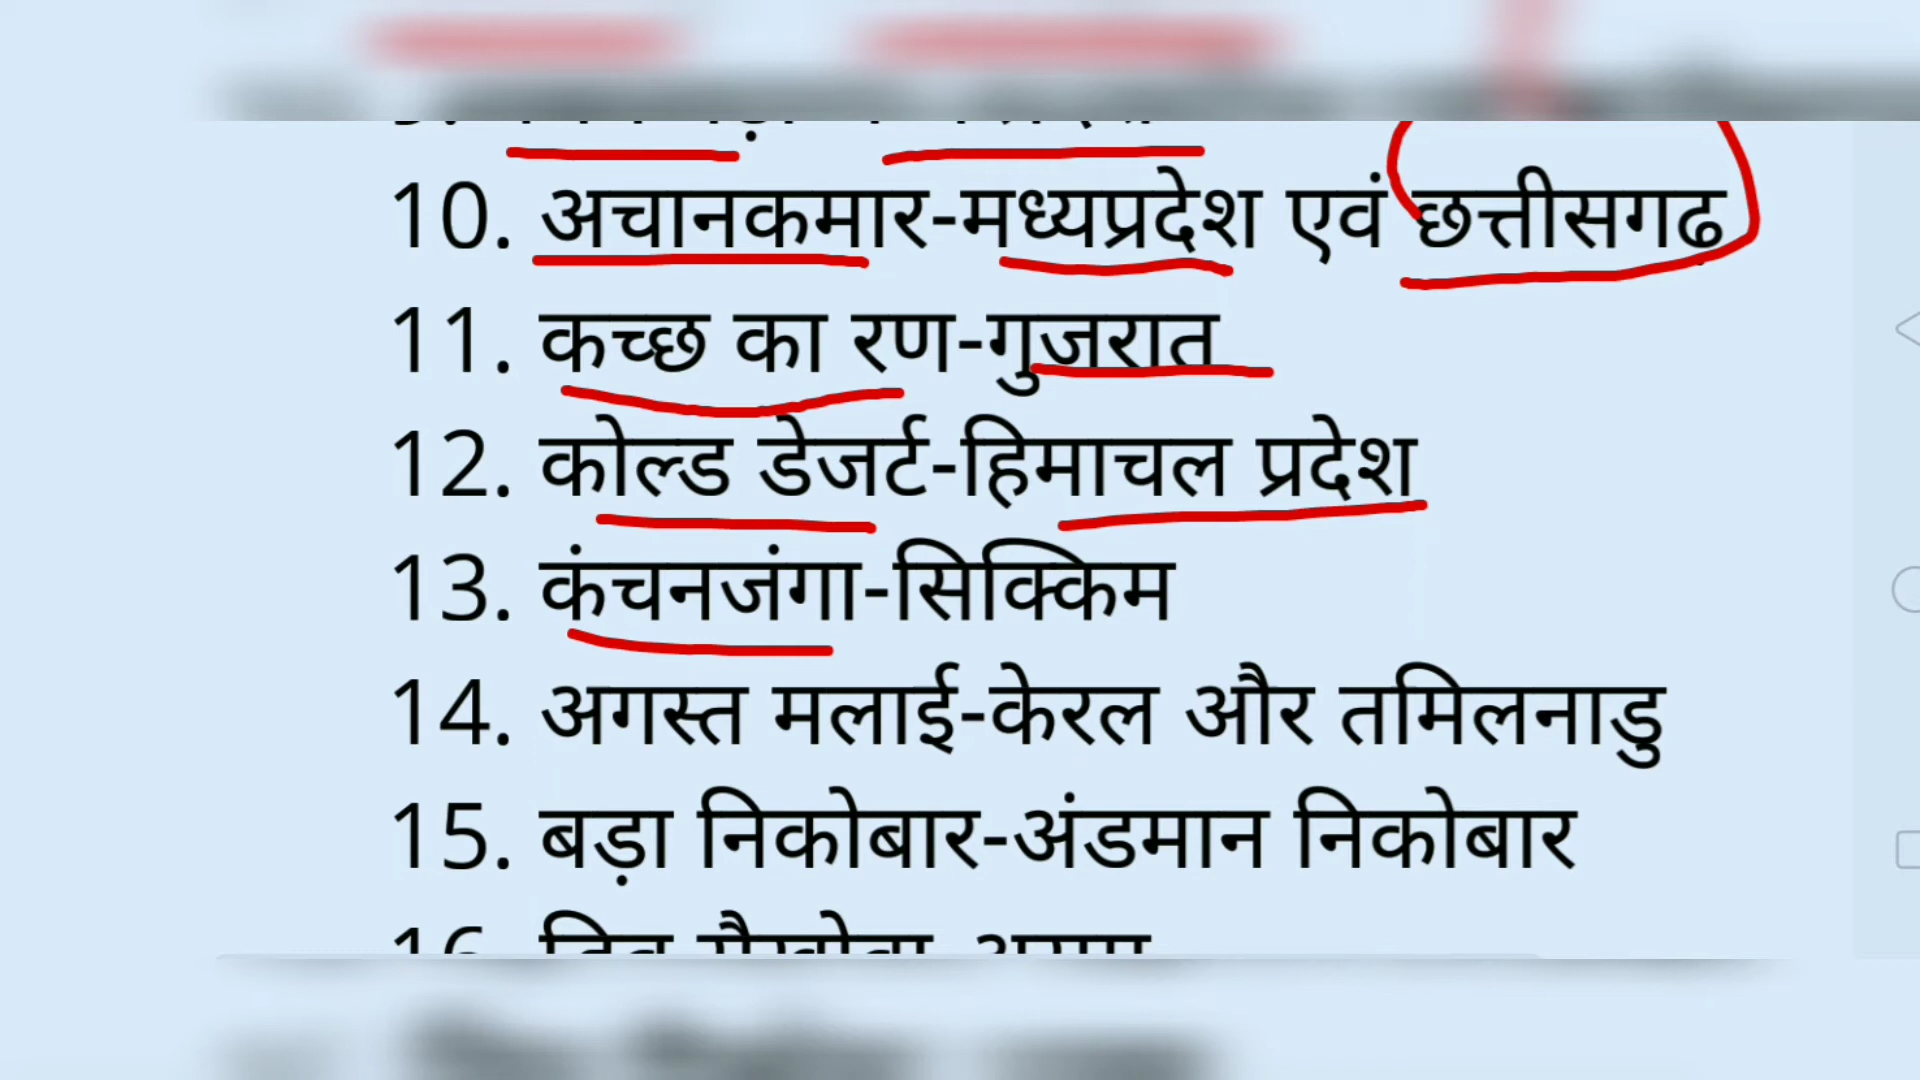 10. अचानकमार-मध्यप्रदेश एवं छत्तीसगढ
11. कच्छ का रण-गुजरात
12. कोल्ड डेजर्ट-हिमाचल प्रदेश
13. कंचनजंगा-सिक्किम
14. अगस्त मलाई-केरल और तमिलनाडु
15. बड़ा निकोबार-अंडमान निकोबार
16.